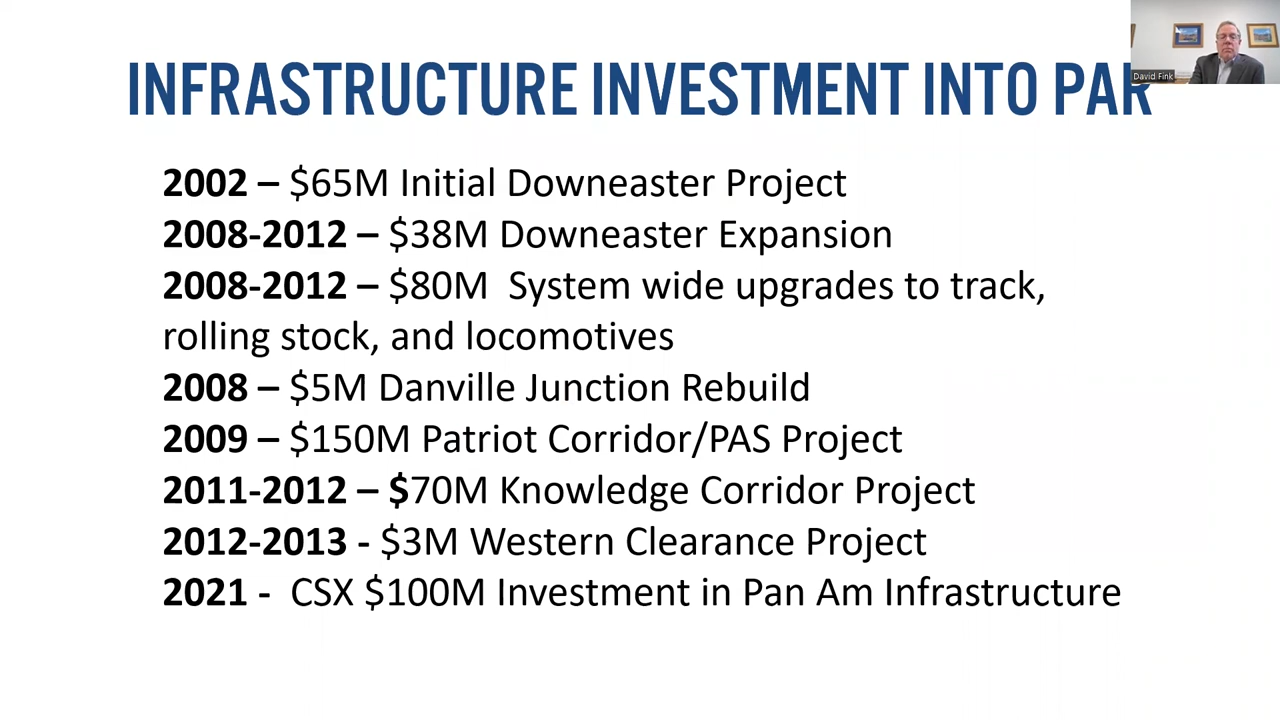 INFRASTRUCTURE INVESTMENT INTO PAR
David Fink
2002 – $65M Initial Downeaster Project
2008-2012 – $38M Downeaster Expansion
2008-2012 – $80M  System wide upgrades to track,
rolling stock, and locomotives
2008 – $5M Danville Junction Rebuild
2009 – $150M Patriot Corridor/PAS Project
2011-2012 – $70M Knowledge Corridor Project
2012-2013 - $3M Western Clearance Project
2021 -  CSX $100M Investment in Pan Am Infrastructure